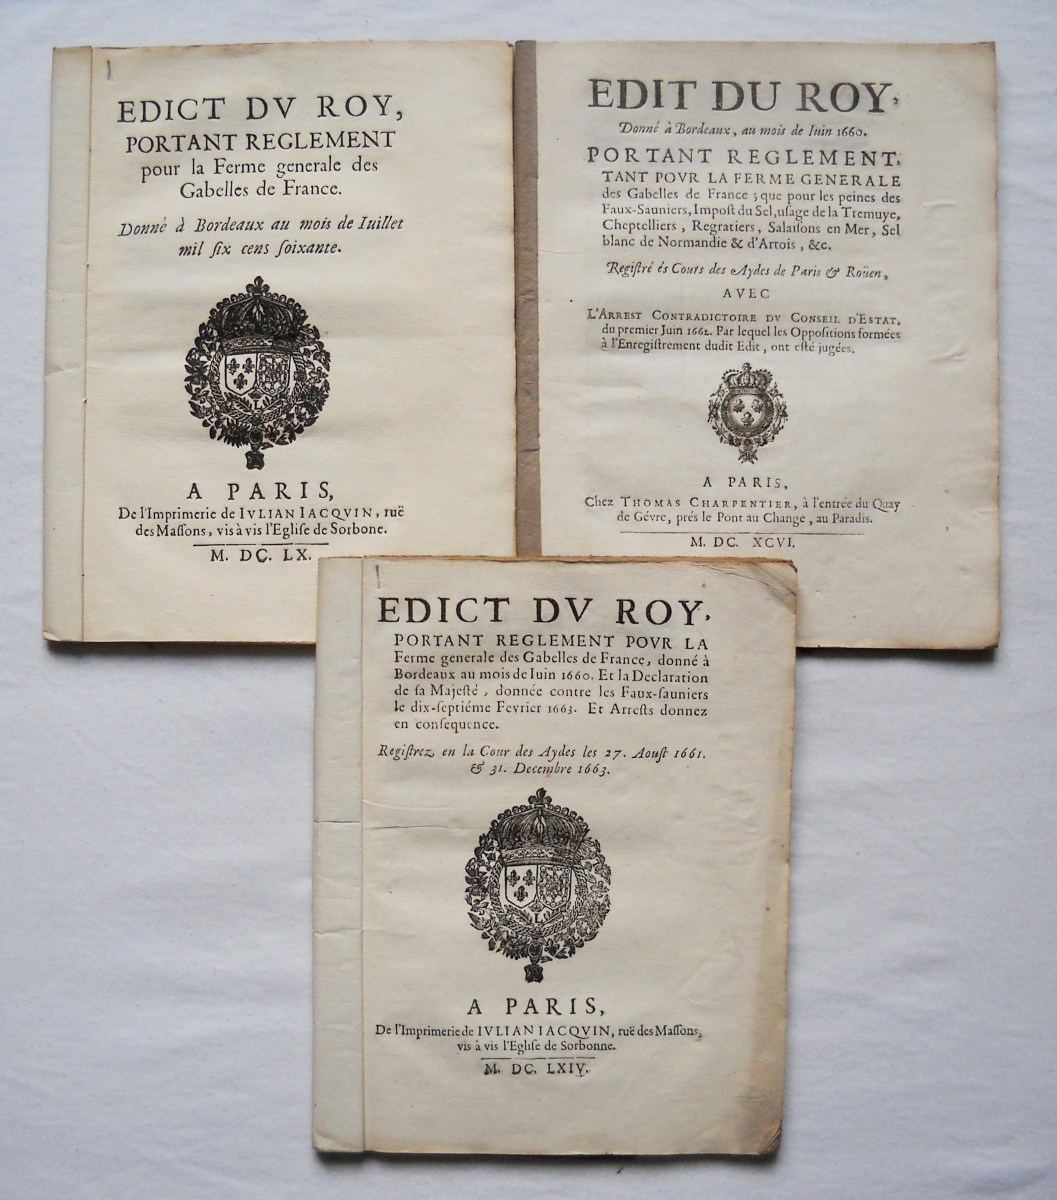 EDICT DV ROY,
PORTANT REGLEMENT
pour la Ferme generale des
Gabelles de France.
Donné à Bordeaux au mois de Iuillet
mil ſix cens ſoixante.
L
A PARIS,
De l'Imprimerie de IVLIAN IACQVIN, ruë
des Maſſons, vis à vis l'Egliſe de Sorbone.
M. DC. LX.
EDIT DU ROY,
Donné à Bordeaux, au mois de Iuin 1660.
PORTANT REGLEMENT,
TANT POVR LA FERME GENERALE
des Gabelles de France ; que pour les peines des
Faux-Sauniers, Impoſt du Sel, uſage de la Tremuye,
Cheptelliers, Regratiers, Salaiſons en Mer, Sel
blanc de Normandie & d'Artois, &c.
Regiſtré és Cours des Aydes de Paris & Roüen,
AVEC
L'ARREST CONTRADICTOIRE DV CONSEIL D'ESTAT,
du premier Juin 1662. Par lequel les Oppoſitions formées
à l'Enregiſtrement dudit Edit, ont eſté jugées.
A PARIS,
Chez THOMAS CHARPENTIER, à l'entrée du Quay
de Gévre, prés le Pont au Change, au Paradis.
M. DC. XCVI.
EDICT DV ROY,
PORTANT REGLEMENT POVR LA
Ferme generale des Gabelles de France, donné à
Bordeaux au mois de Iuin 1660. Et la Declaration
de ſa Majeſté, donnée contre les Faux-ſauniers
le dix-ſeptiéme Fevrier 1663. Et Arreſts donnez
en conſequence.
Regiſtrez en la Cour des Aydes les 27. Aouſt 1661.
& 31. Decembre 1663.
L
A PARIS,
De l'Imprimerie de IVLIAN IACQVIN, ruë des Maſſons,
vis à vis l'Egliſe de Sorbonne.
M. DC. LXIV.